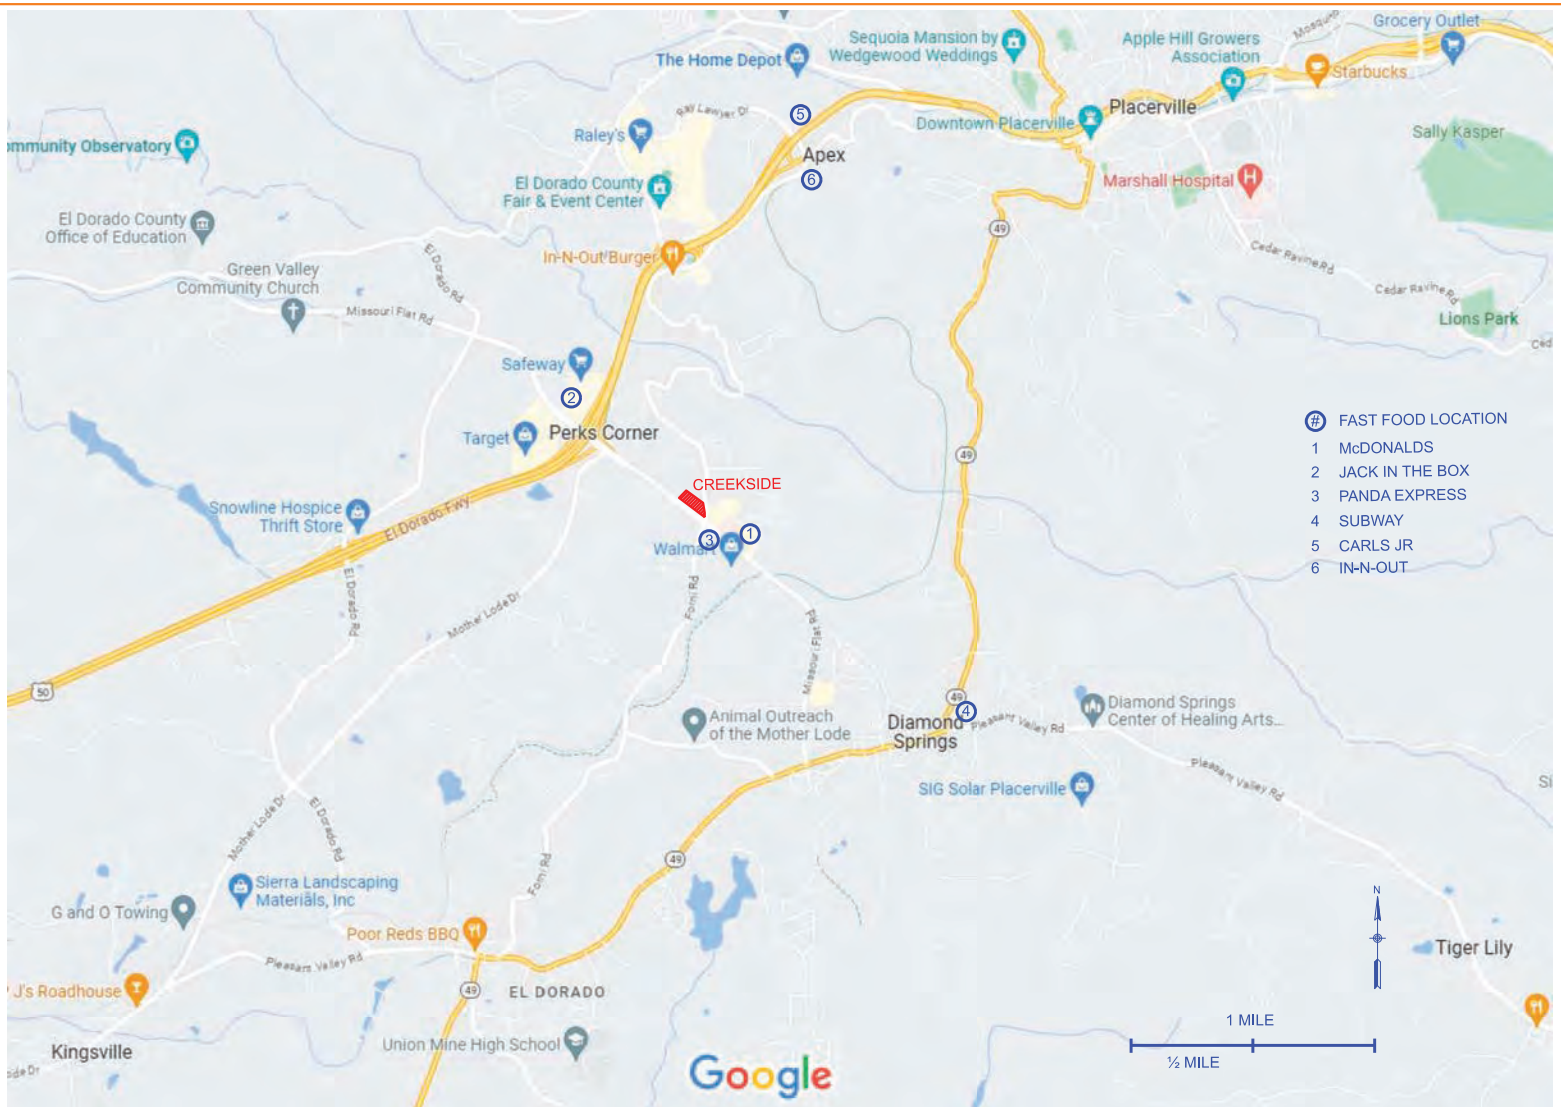 Grocery Outlet
Mosquito
Sequoia Mansion by
Wedgewood Weddings
Apple Hill Growers
Association
The Home Depot
Starbucks
Ray Lawyer Dr
5
Placerville
Downtown Placerville
Raley's
Sally Kasper
ommunity Observatory
Apex
6
Marshall Hospital
H
El Dorado County
Fair & Event Center
El Dorado County
Office of Education
49
El Dorado Rd
In-N-Out Burger
Cedar Ravine Rd
Green Valley
Community Church
Cedar Ravine Rd
Missouri Flat Rd
Lions Park
Ced
Safeway
2
# FAST FOOD LOCATION
1 McDONALDS
2 JACK IN THE BOX
3 PANDA EXPRESS
4 SUBWAY
5 CARLS JR
6 IN-N-OUT
Target
Perks Corner
49
CREEKSIDE
Snowline Hospice
Thrift Store
El Dorado Fwy
3
1
Walmart
El Dorado Rd
Mother Lode Dr
Forni Rd
Missouri Flat Rd
50
49
4
Diamond
Springs
Pleasant Valley Rd
Diamond Springs
Center of Healing Arts...
Animal Outreach
of the Mother Lode
Pleasant Valley Rd
SIG Solar Placerville
SI
Mother Lode Dr
El Dorado Rd
49
Forni Rd
Sierra Landscaping
Materials, Inc
G and O Towing
N
Poor Reds BBQ
Pleasant Valley Rd
Tiger Lily
J's Roadhouse
49
EL DORADO
1 MILE
Union Mine High School
Kingsville
½ MILE
ode Dr
Google